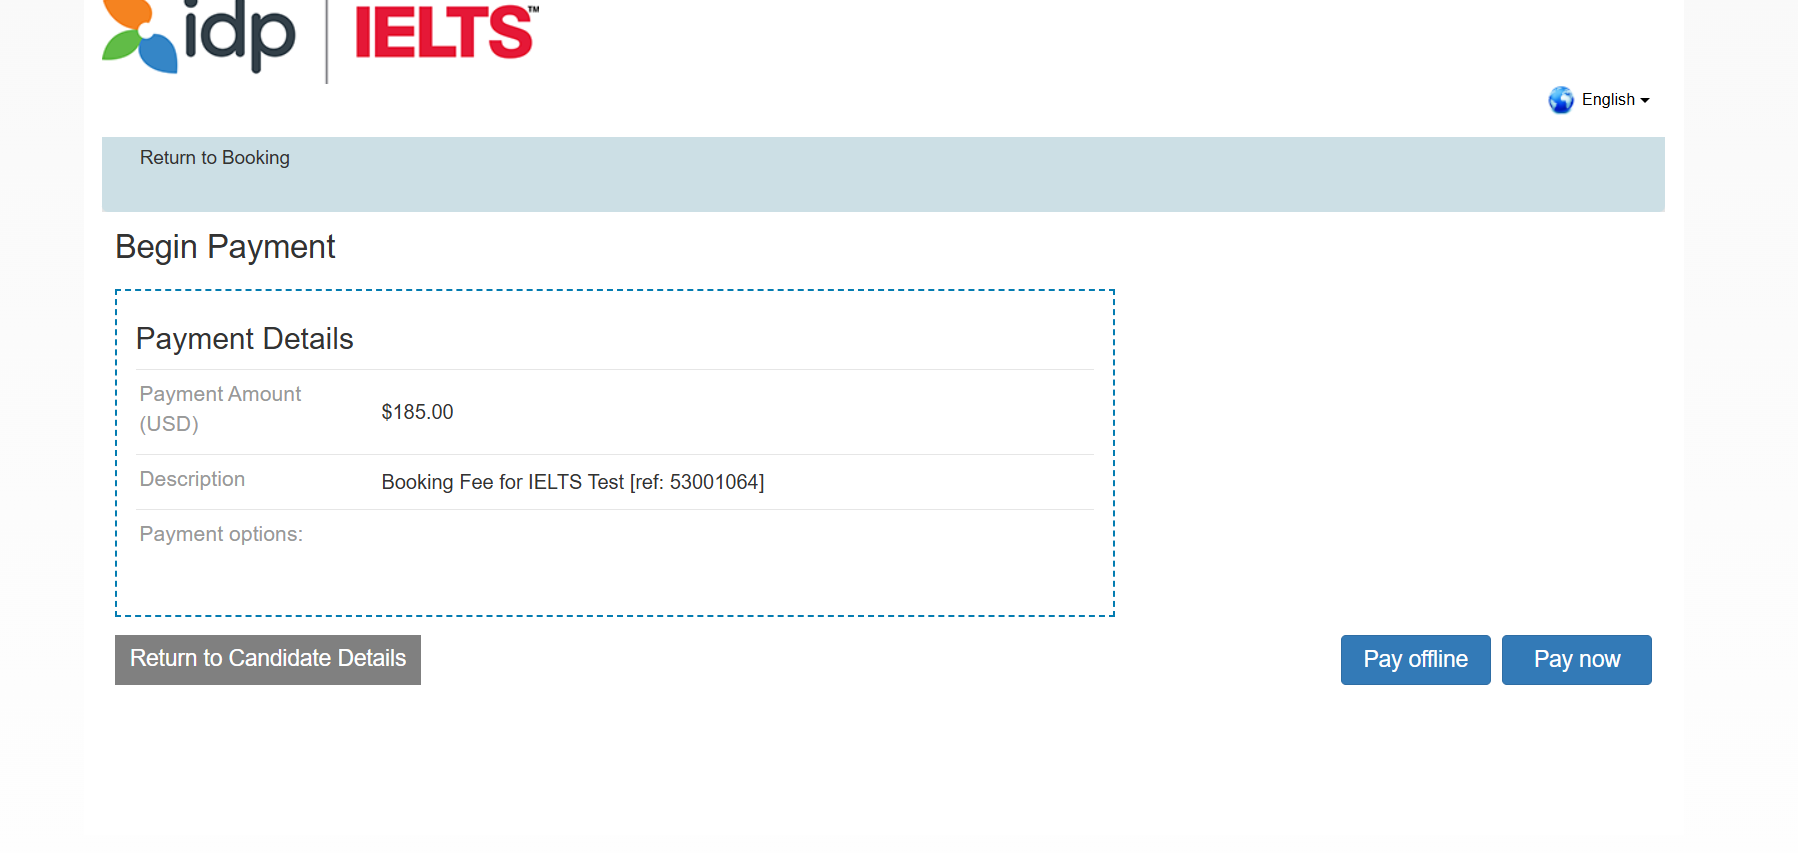 idp IELTS™
English
Return to Booking
Begin Payment
Payment Details
Payment Amount
(USD)
$185.00
Description
Booking Fee for IELTS Test [ref: 53001064]
Payment options:
Return to Candidate Details
Pay offline
Pay now